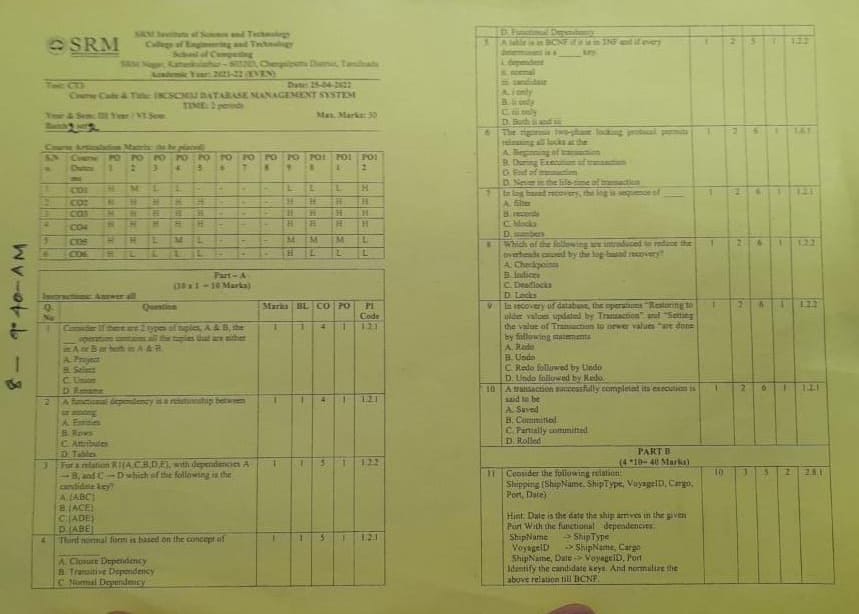 8 - 9:40-AM
SRM
SRM Institute of Science and Technology
College of Engineering and Technology
School of Computing
SRM Nagar, Kattankulathur – 603203, Chengalpattu District, Tamilnadu
Academic Year: 2021-22 (EVEN)
Test: CT3 Date: 25-04-2022
Course Code & Title: 18CSC303J DATABASE MANAGEMENT SYSTEM
TIME: 2 periods
Year & Sem: III Year / VI Sem Max. Marks: 50
Course Articulation Matrix: (to be placed)
Course PO PO PO PO PO PO PO PO PO PO1 PO1 PO1
1 2 3 4 5 6 7 8 9 0 1 2
1 CO1 H M L L - - - - L L L H
2 CO2 H H H H H - - - H H H H
3 CO3 H H H H H - - - H H H H
4 CO4 H H H H H - - - H H H H
5 CO5 H H L M L - - - M M M L
6 CO6 H L L L L - - - H L L L
Part - A
(10 x 1 = 10 Marks)
Instructions: Answer all
Q. No Question Marks BL CO PO PI Code
1 Consider if there are 2 types of tuples, A & B, the 1 1 4 1 1.2.1
____ operation contains all the tuples that are either
in A or B or both in A & B.
A. Project
B. Select
C. Union
D. Rename
2 A functional dependency is a relationship between 1 1 4 1 1.2.1
or among
A. Entities
B. Rows
C. Attributes
D. Tables
3 For a relation R1(A,C,B,D,E), with dependencies A 1 1 5 1 1.2.2
→B, and C→D which of the following is the
candidate key?
A. [ABC]
B. [ACE]
C. [ADE]
D. [ABE]
4 Third normal form is based on the concept of 1 1 5 1 1.2.1
____
A. Closure Dependency
B. Transitive Dependency
C. Normal Dependency
D. Functional Dependency
5 A table is in BCNF if it is in 3NF and if every 1 2 5 1 1.2.2
determinant is a ____ key.
i. dependent
ii. normal
iii. candidate
A. i only
B. ii only
C. iii only
D. Both ii and iii
6 The rigorous two-phase locking protocol permits 1 2 6 1 1.6.1
releasing all locks at the
A. Beginning of transaction
B. During Execution of transaction
C. End of transaction
D. Never in the life-time of transaction
7 In log based recovery, the log is sequence of ____ 1 2 6 1 1.2.1
A. filter
B. records
C. blocks
D. numbers
8 Which of the following are introduced to reduce the 1 2 6 1 1.2.2
overheads caused by the log-based recovery?
A. Checkpoints
B. Indices
C. Deadlocks
D. Locks
9 In recovery of database, the operations "Restoring to 1 2 6 1 1.2.2
older values updated by Transaction" and "Setting
the value of Transaction to newer values "are done
by following statements
A. Redo
B. Undo
C. Redo followed by Undo
D. Undo followed by Redo.
10 A transaction successfully completed its execution is 1 2 6 1 1.2.1
said to be
A. Saved
B. Committed
C. Partially committed
D. Rolled
PART B
(4 *10= 40 Marks)
11 Consider the following relation: 10 3 5 2 2.8.1
Shipping (ShipName, ShipType, VoyageID, Cargo,
Port, Date)
Hint: Date is the date the ship arrives in the given
Port With the functional dependencies:
ShipName -> ShipType
VoyageID -> ShipName, Cargo
ShipName, Date -> VoyageID, Port
Identify the candidate keys. And normalize the
above relation till BCNF.